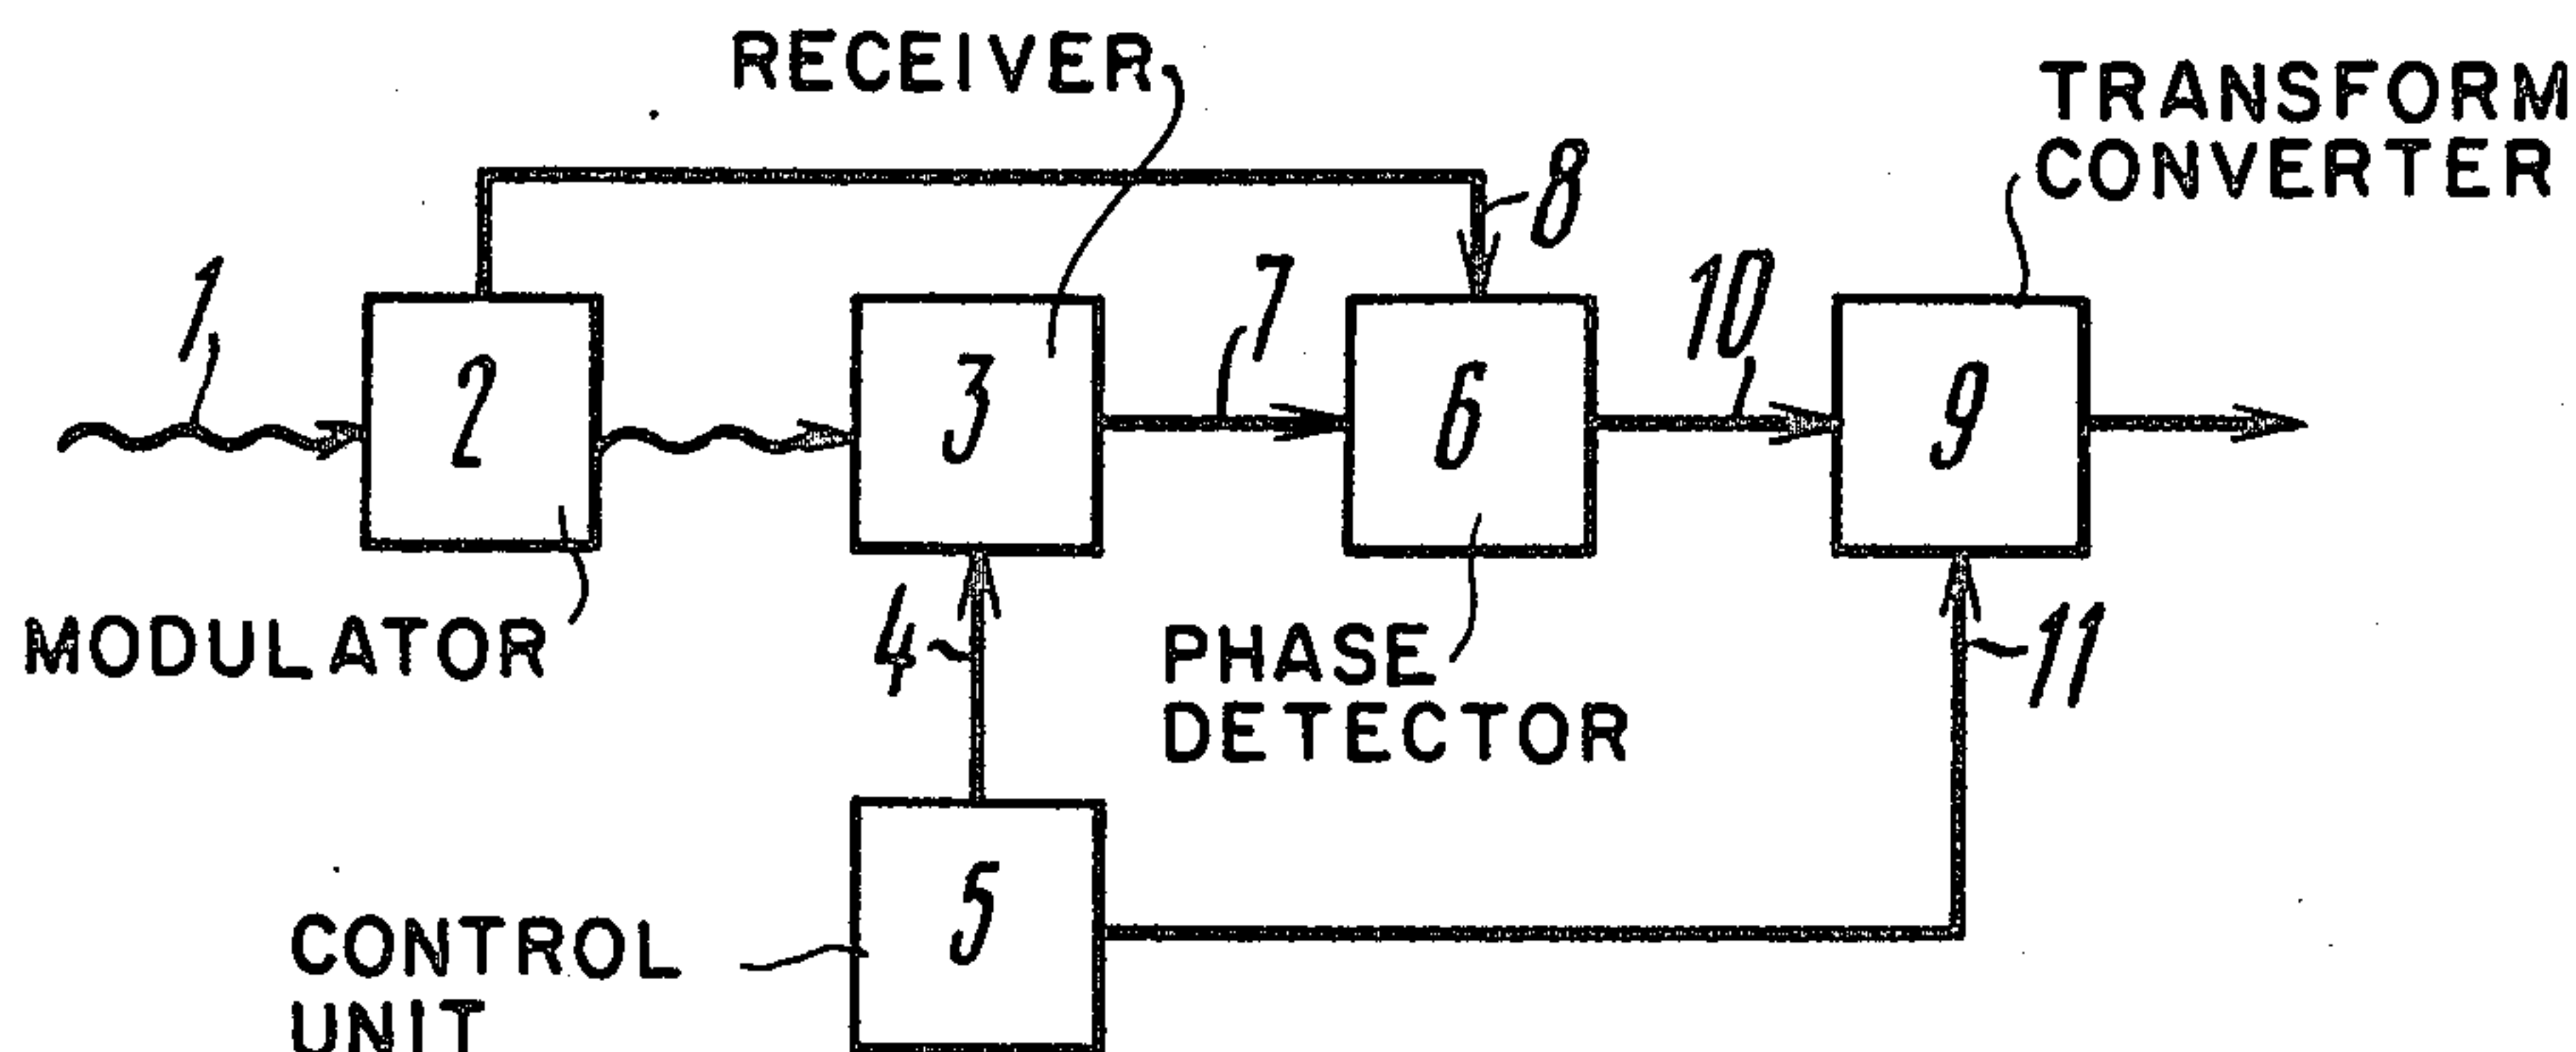 RECEIVER
TRANSFORM
CONVERTER
8
1
7
10
2
3
6
9
MODULATOR
4
PHASE
DETECTOR
11
5
CONTROL
UNIT